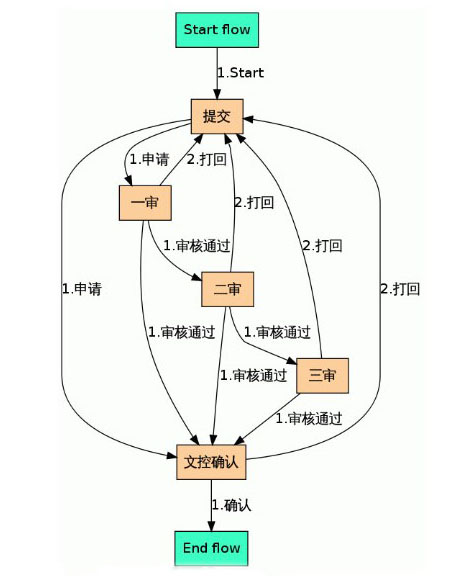 Start flow
1.Start
提交
1.申请
2.打回
一审
2.打回
1.审核通过
2.打回
二审
1.申请
2.打回
1.审核通过
1.审核通过
1.审核通过
三审
1.审核通过
文控确认
1.确认
End flow